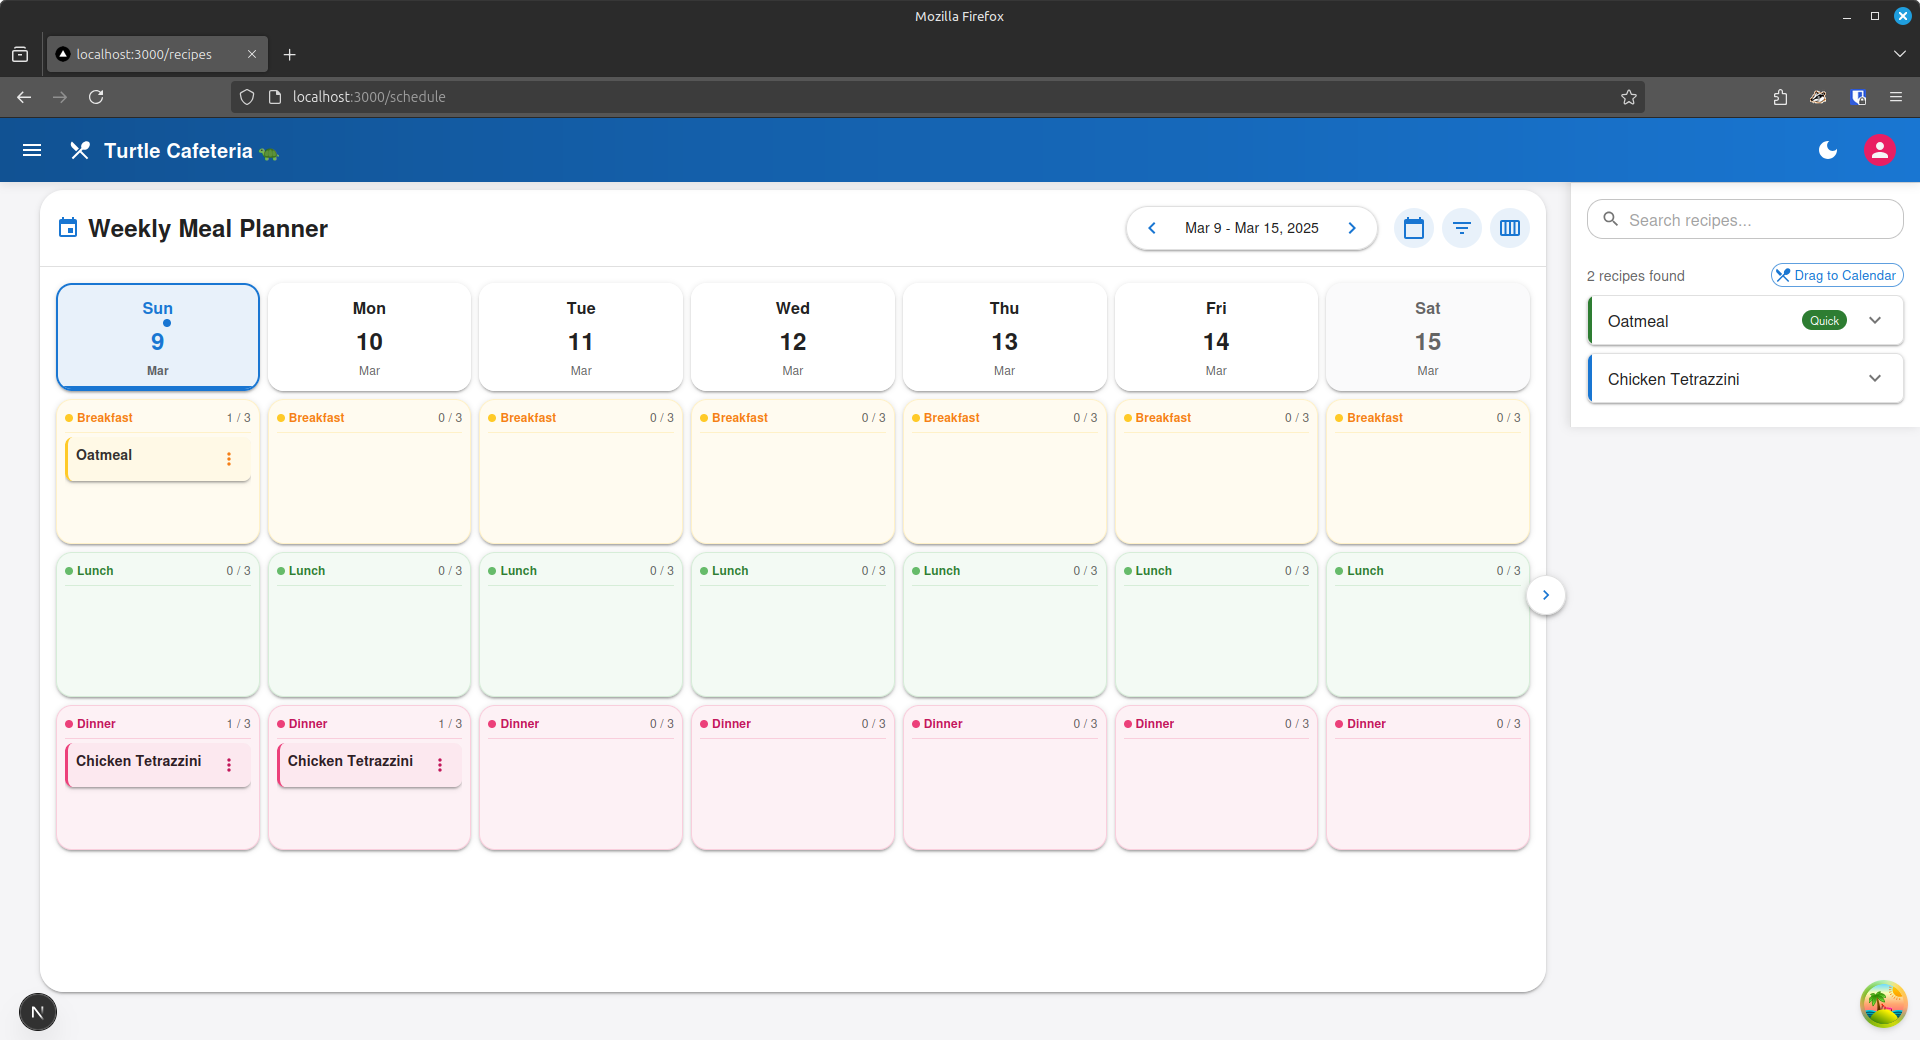 Mozilla Firefox
localhost:3000/recipes
localhost:3000/schedule
Turtle Cafeteria
Weekly Meal Planner
Mar 9 - Mar 15, 2025
Search recipes...
2 recipes found
Drag to Calendar
Oatmeal
Quick
Chicken Tetrazzini
Sun Mon Tue Wed Thu Fri Sat
9 10 11 12 13 14 15
Mar Mar Mar Mar Mar Mar Mar
Breakfast 1 / 3 Breakfast 0 / 3 Breakfast 0 / 3 Breakfast 0 / 3 Breakfast 0 / 3 Breakfast 0 / 3 Breakfast 0 / 3
Oatmeal
Lunch 0 / 3 Lunch 0 / 3 Lunch 0 / 3 Lunch 0 / 3 Lunch 0 / 3 Lunch 0 / 3 Lunch 0 / 3
Dinner 1 / 3 Dinner 1 / 3 Dinner 0 / 3 Dinner 0 / 3 Dinner 0 / 3 Dinner 0 / 3 Dinner 0 / 3
Chicken Tetrazzini Chicken Tetrazzini
N